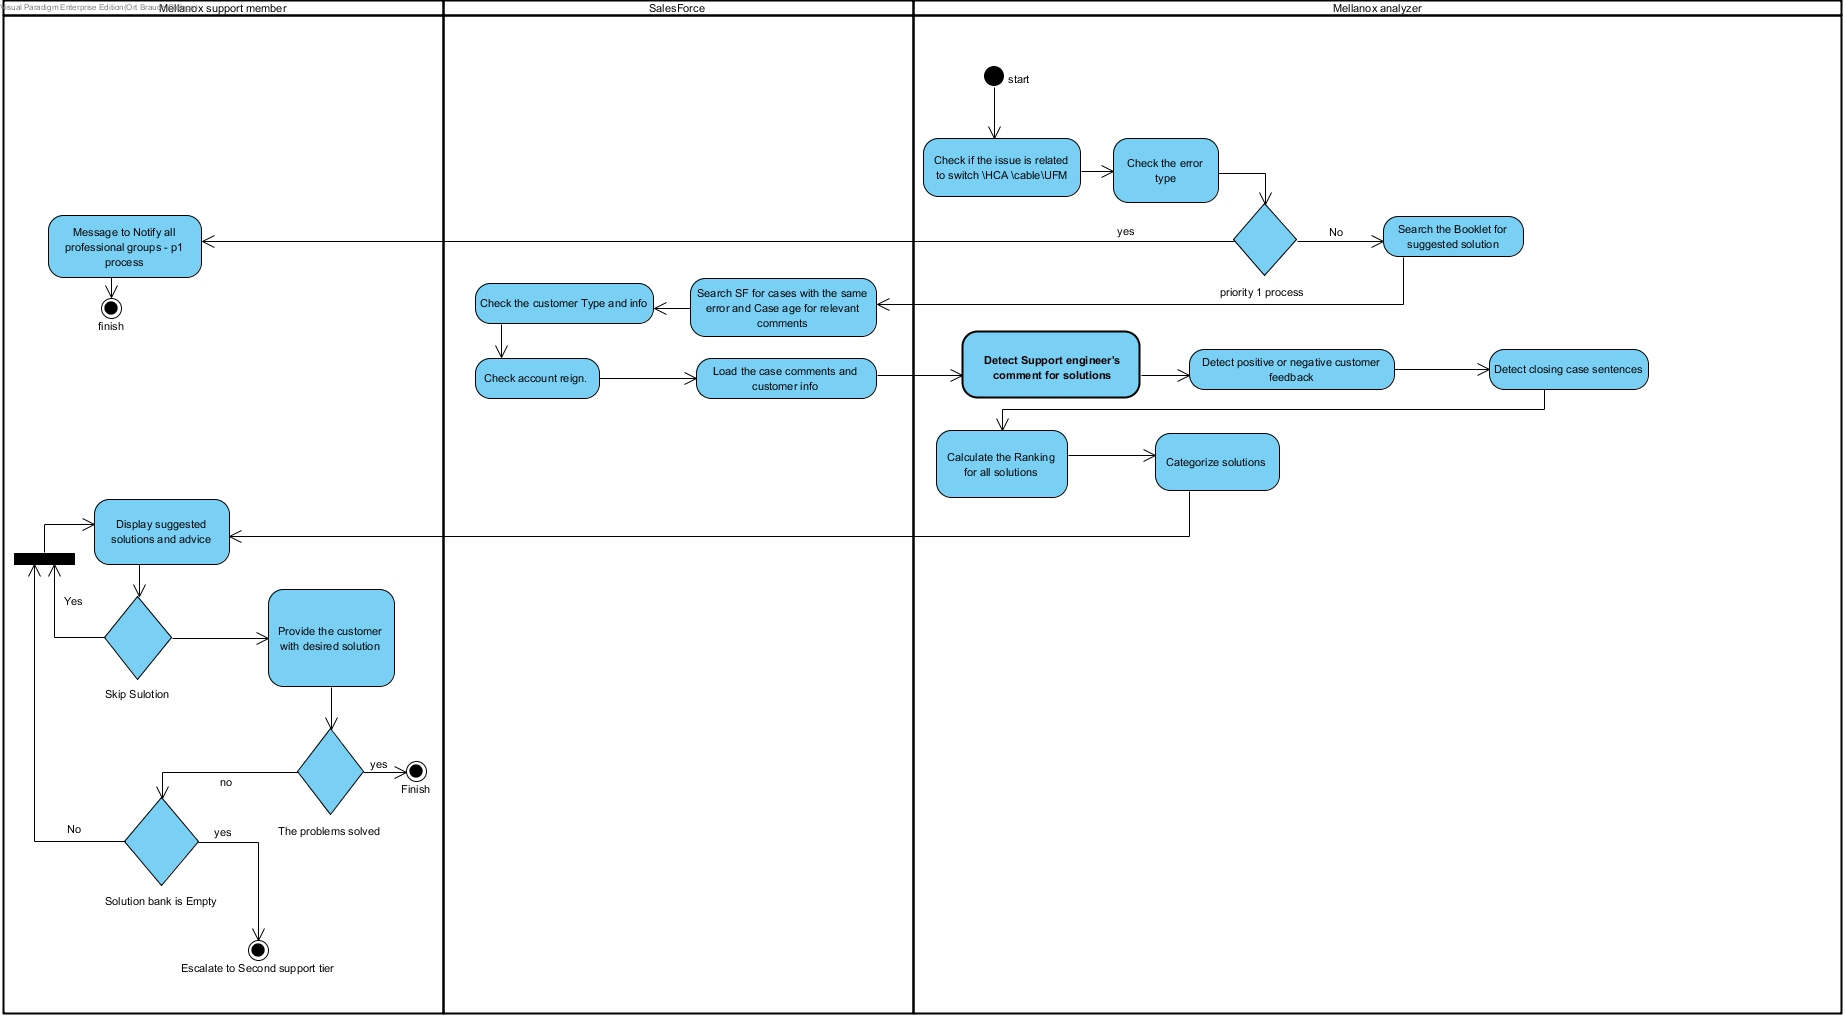 Visual Paradigm Enterprise Edition(Ort Brau
Mellanox support member
SalesForce
Mellanox analyzer
start
Check if the issue is related
to switch \HCA \cable\UFM
Check the error
type
yes
No
Search the Booklet for
suggested solution
priority 1 process
Message to Notify all
professional groups - p1
process
finish
Check the customer Type and info
Search SF for cases with the same
error and Case age for relevant
comments
Check account reign.
Load the case comments and
customer info
Detect Support engineer's
comment for solutions
Detect positive or negative customer
feedback
Detect closing case sentences
Calculate the Ranking
for all solutions
Categorize solutions
Display suggested
solutions and advice
Yes
Skip Sulotion
Provide the customer
with desired solution
yes
Finish
no
The problems solved
No
yes
Solution bank is Empty
Escalate to Second support tier